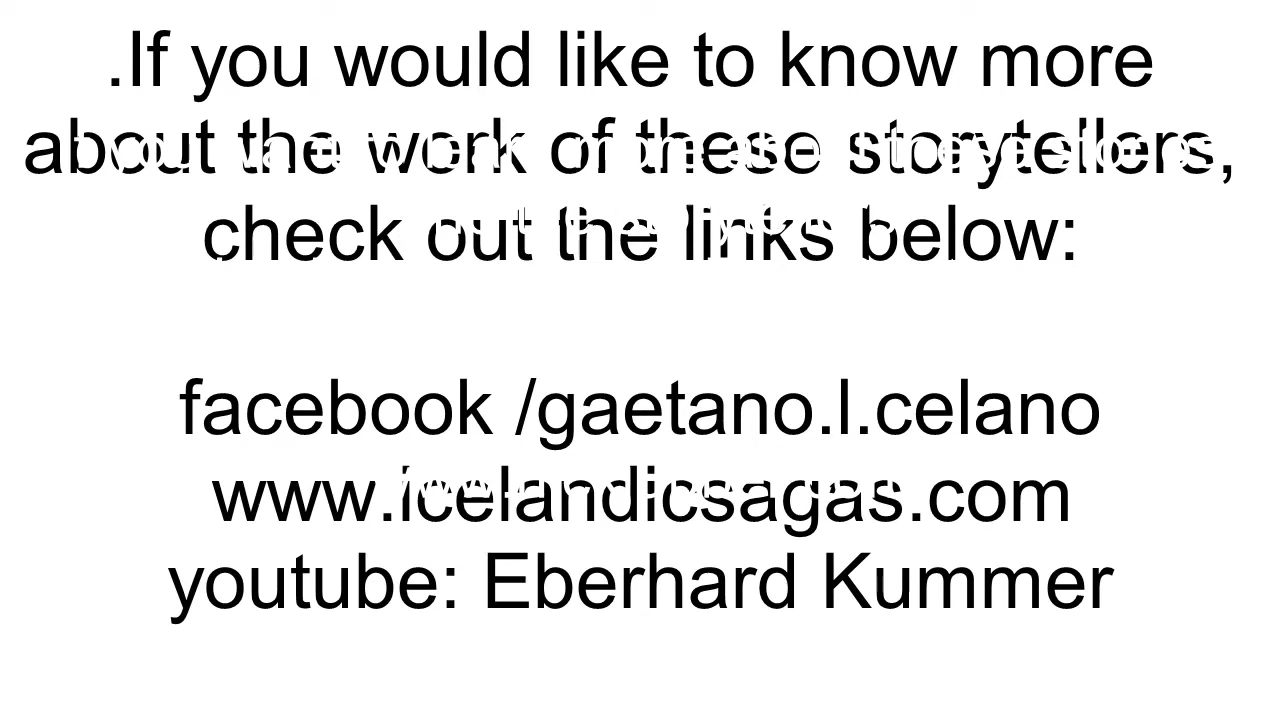 .If you would like to know more
about the work of these storytellers,
check out the links below:
facebook /gaetano.l.celano
www.icelandicsagas.com
youtube: Eberhard Kummer